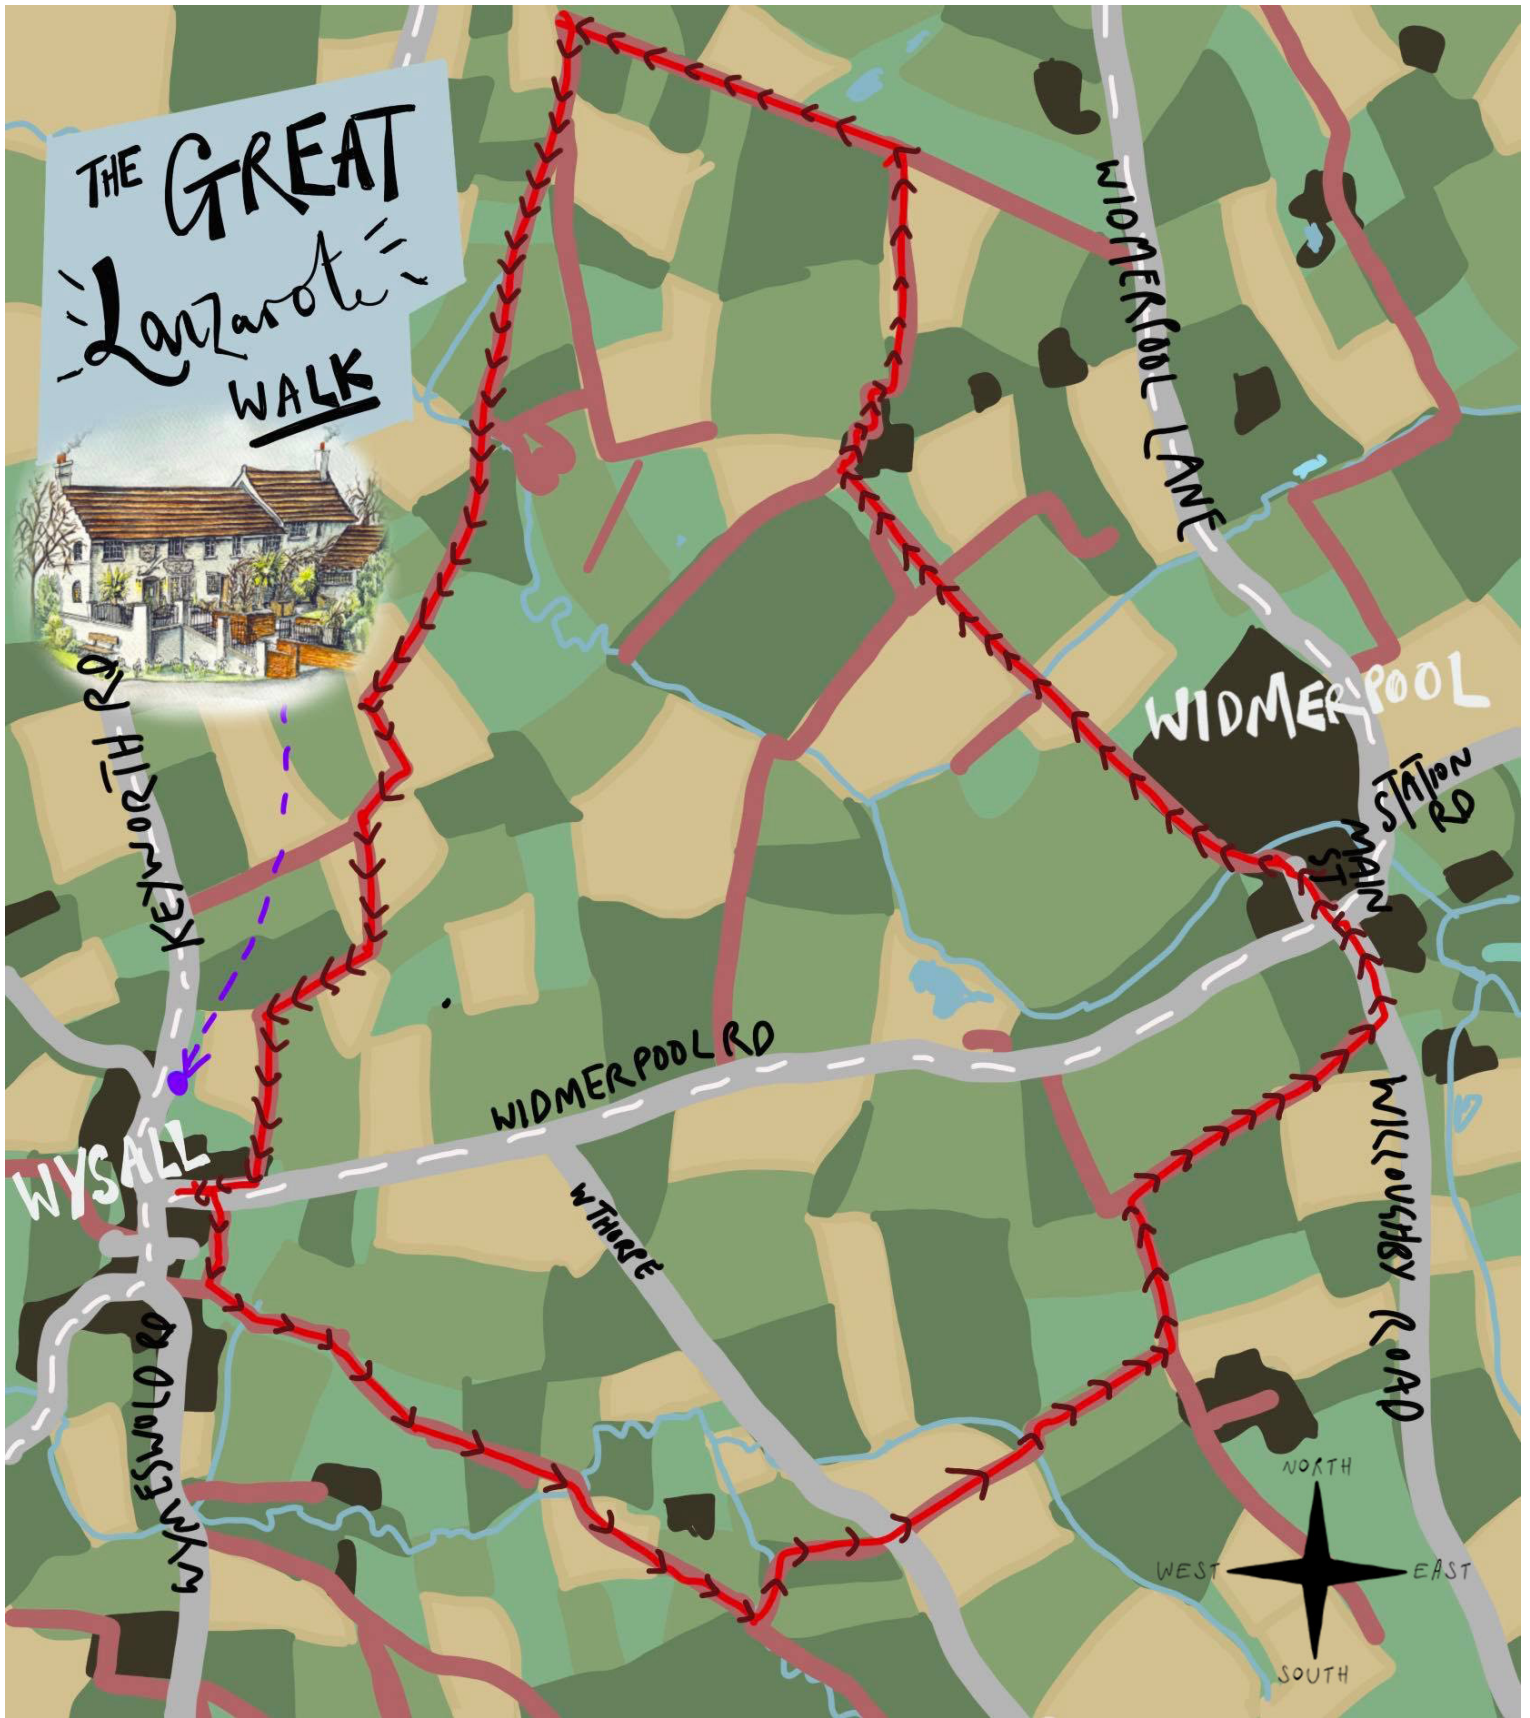 THE GREAT
Lanzarote
WALK
WIDMERPOOL LANE
KEYWORTH RD
WIDMERPOOL
STATION
RD
MAIN
ST
WIDMERPOOL RD
WYSALL
W THORPE
WILLOUGHBY ROAD
WYMESWOLD RD
NORTH
WEST
EAST
SOUTH